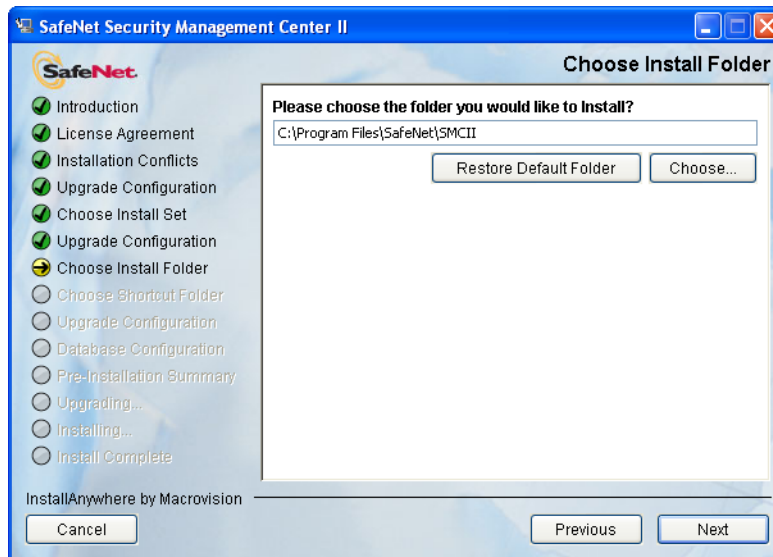 SafeNet Security Management Center II
SafeNet.
Choose Install Folder
Introduction
License Agreement
Installation Conflicts
Upgrade Configuration
Choose Install Set
Upgrade Configuration
Choose Install Folder
Choose Shortcut Folder
Upgrade Configuration
Database Configuration
Pre-Installation Summary
Upgrading...
Installing...
Install Complete
Please choose the folder you would like to Install?
C:\Program Files\SafeNet\SMCII
Restore Default Folder
Choose...
InstallAnywhere by Macrovision
Cancel
Previous
Next